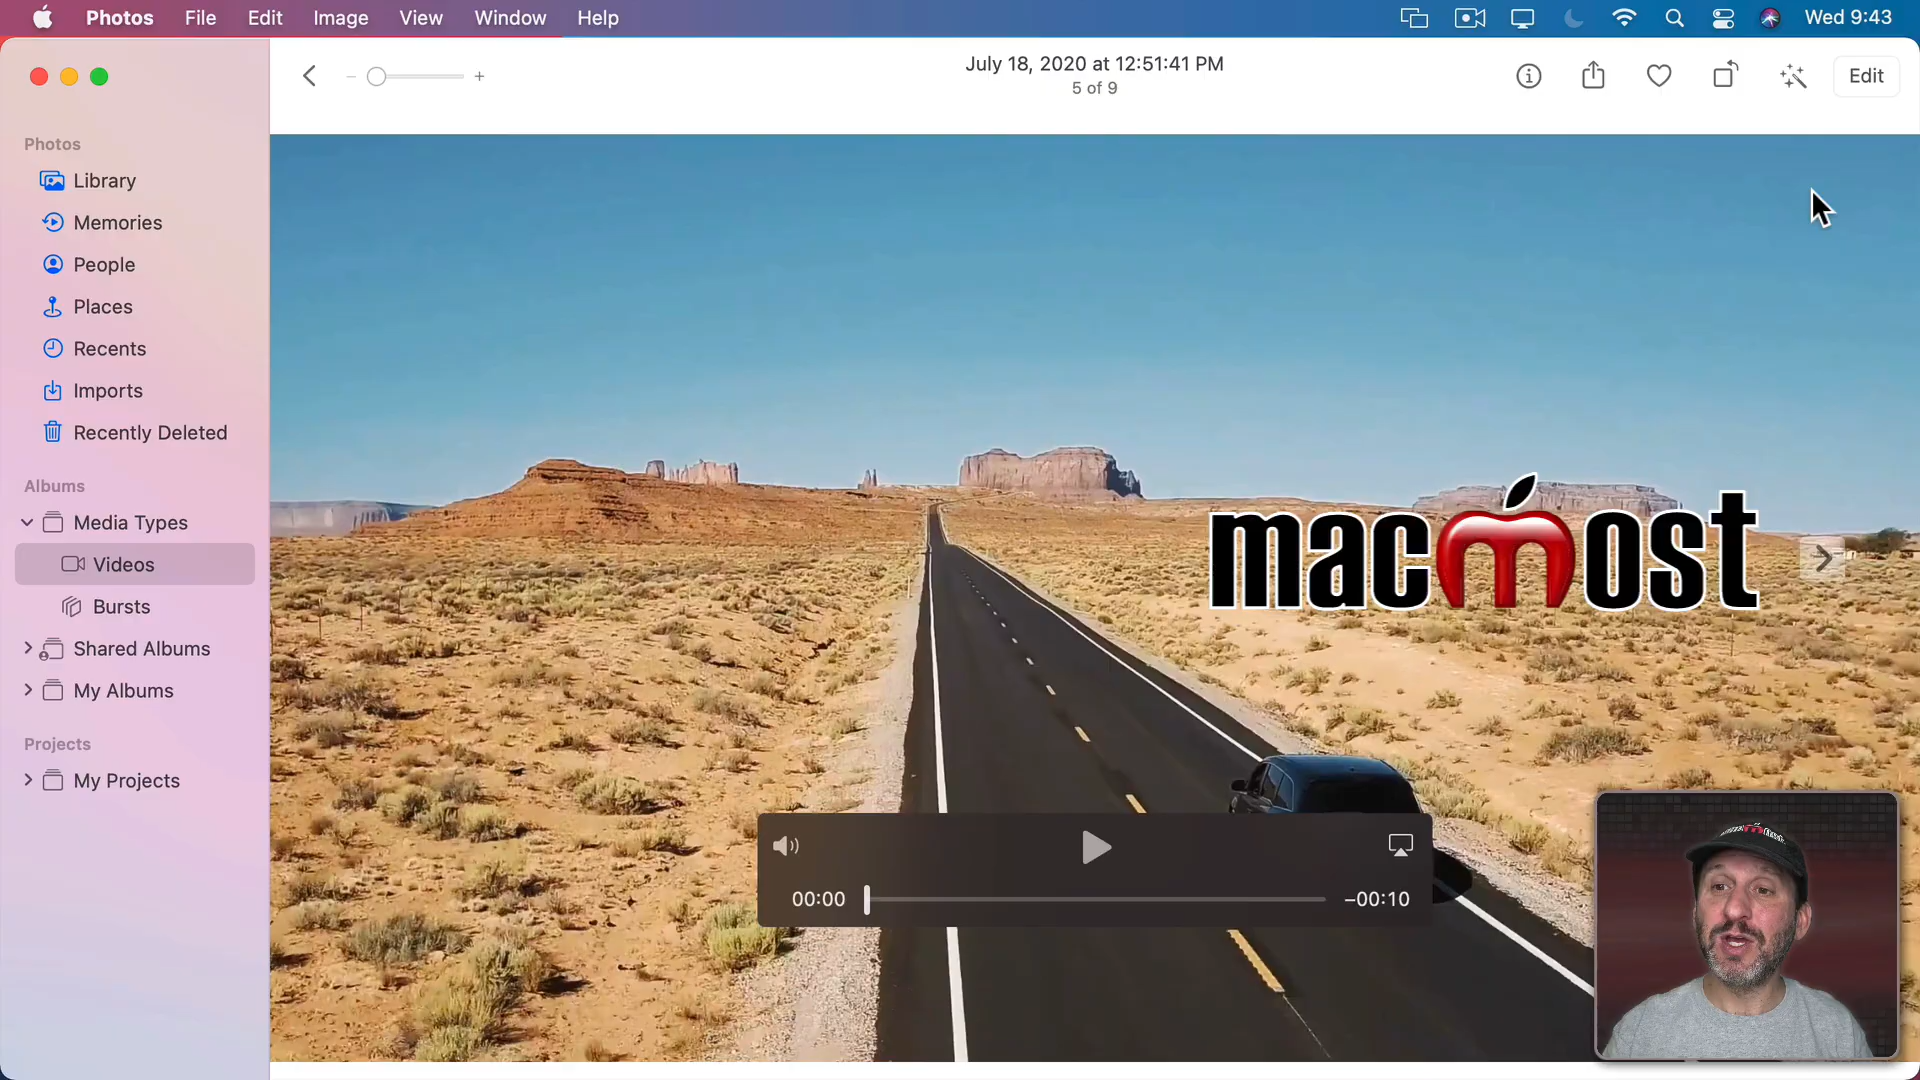 Photos File Edit Image View Window Help Wed 9:43
July 18, 2020 at 12:51:41 PM
5 of 9
Edit
Photos
Library
Memories
People
Places
Recents
Imports
Recently Deleted
Albums
Media Types
Videos
Bursts
Shared Albums
My Albums
Projects
My Projects
macmost
00:00 −00:10